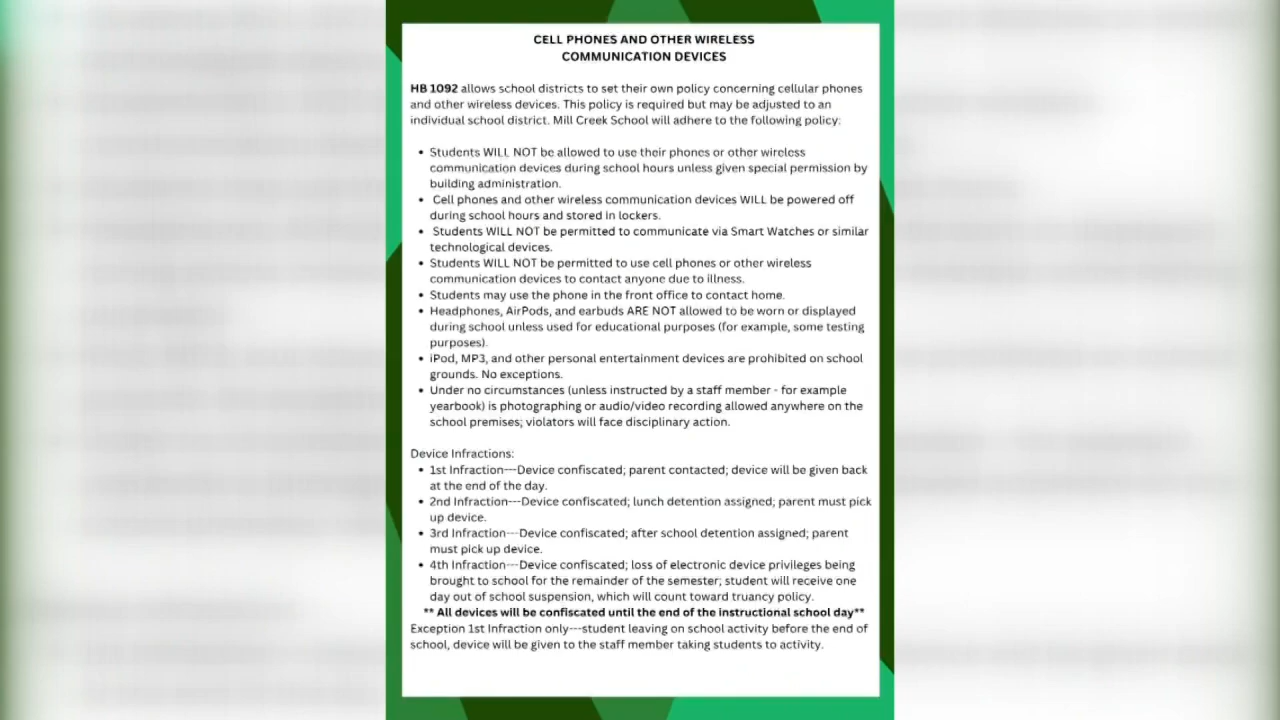 CELL PHONES AND OTHER WIRELESS
COMMUNICATION DEVICES
HB 1092 allows school districts to set their own policy concerning cellular phones
and other wireless devices. This policy is required but may be adjusted to an
individual school district. Mill Creek School will adhere to the following policy:
• Students WILL NOT be allowed to use their phones or other wireless
communication devices during school hours unless given special permission by
building administration.
• Cell phones and other wireless communication devices WILL be powered off
during school hours and stored in lockers.
• Students WILL NOT be permitted to communicate via Smart Watches or similar
technological devices.
• Students WILL NOT be permitted to use cell phones or other wireless
communication devices to contact anyone due to illness.
• Students may use the phone in the front office to contact home.
• Headphones, AirPods, and earbuds ARE NOT allowed to be worn or displayed
during school unless used for educational purposes (for example, some testing
purposes).
• iPod, MP3, and other personal entertainment devices are prohibited on school
grounds. No exceptions.
• Under no circumstances (unless instructed by a staff member - for example
yearbook) is photographing or audio/video recording allowed anywhere on the
school premises; violators will face disciplinary action.
Device Infractions:
• 1st Infraction---Device confiscated; parent contacted; device will be given back
at the end of the day.
• 2nd Infraction---Device confiscated; lunch detention assigned; parent must pick
up device.
• 3rd Infraction---Device confiscated; after school detention assigned; parent
must pick up device.
• 4th Infraction---Device confiscated; loss of electronic device privileges being
brought to school for the remainder of the semester; student will receive one
day out of school suspension, which will count toward truancy policy.
** All devices will be confiscated until the end of the instructional school day**
Exception 1st Infraction only---student leaving on school activity before the end of
school, device will be given to the staff member taking students to activity.